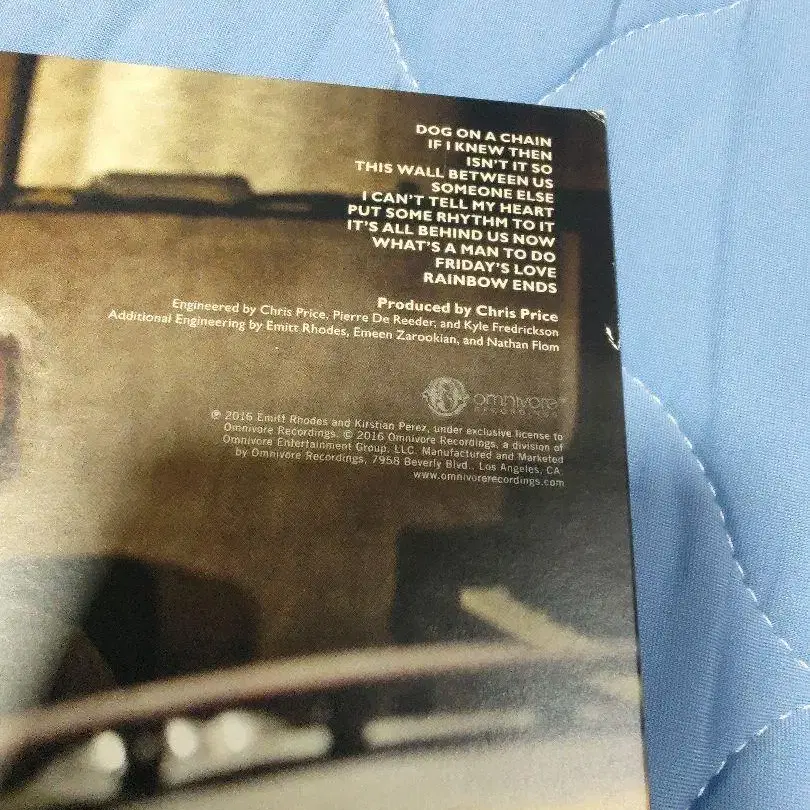 DOG ON A CHAIN
IF I KNEW THEN
ISN'T IT SO
THIS WALL BETWEEN US
SOMEONE ELSE
I CAN'T TELL MY HEART
PUT SOME RHYTHM TO IT
IT'S ALL BEHIND US NOW
WHAT'S A MAN TO DO
FRIDAY'S LOVE
RAINBOW ENDS
Produced by Chris Price
Engineered by Chris Price, Pierre De Reeder, and Kyle Fredrickson
Additional Engineering by Emitt Rhodes, Emeen Zarookian, and Nathan Flom
omnivore™
RECORDINGS
℗ 2016 Emitt Rhodes and Kirstian Perez, under exclusive license to
Omnivore Recordings. © 2016 Omnivore Recordings, a division of
Omnivore Entertainment Group, LLC. Manufactured and Marketed
by Omnivore Recordings, 7958 Beverly Blvd., Los Angeles, CA.
www.omnivorerecordings.com